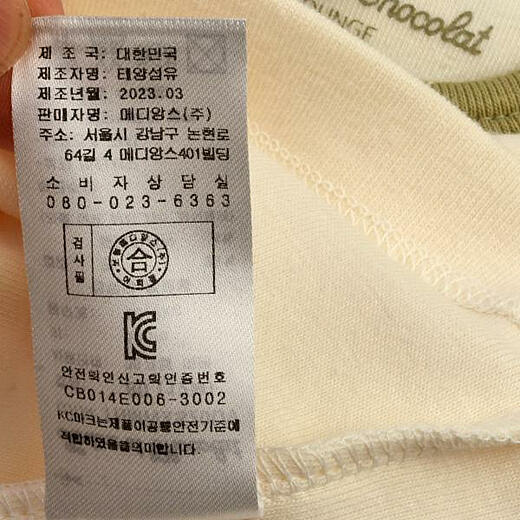 Chocolat
OUNGE
제 조 국: 대한민국
제조자명: 태양섬유
제조년월: 2023.03
판매자명: 메디앙스(주)
주소: 서울시 강남구 논현로
64길 4 메디앙스401빌딩
소 비 자 상 담 실
080-023-6363
검사필
合
안전확인신고확인증번호
CB014E006-3002
KC마크는제품이공통안전기준에
적합하였음을의미합니다